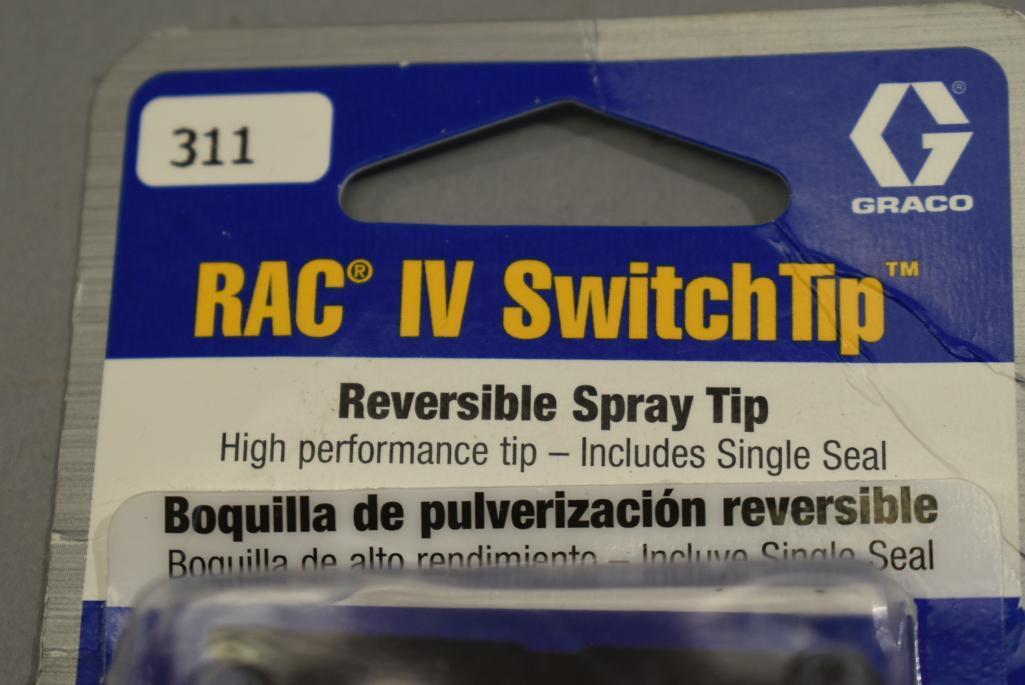 311
GRACO
RAC® IV SwitchTip™
Reversible Spray Tip
High performance tip – Includes Single Seal
Boquilla de pulverización reversible
Boquilla de alto rendimiento – Incluye Single Seal